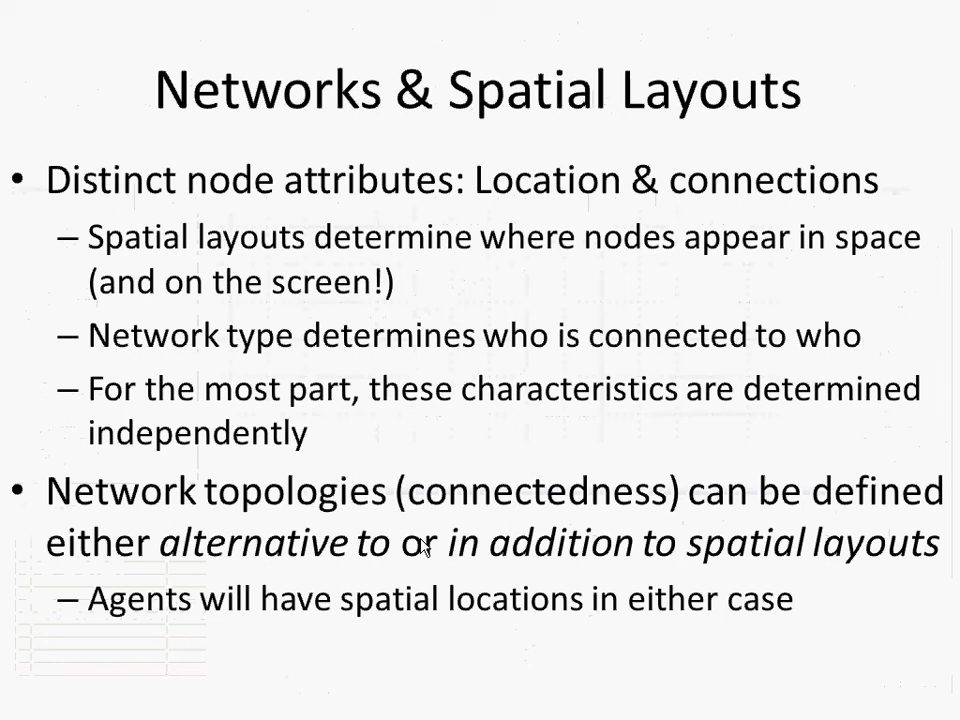 Networks & Spatial Layouts
• Distinct node attributes: Location & connections
– Spatial layouts determine where nodes appear in space
(and on the screen!)
– Network type determines who is connected to who
– For the most part, these characteristics are determined
independently
• Network topologies (connectedness) can be defined
either alternative to or in addition to spatial layouts
– Agents will have spatial locations in either case